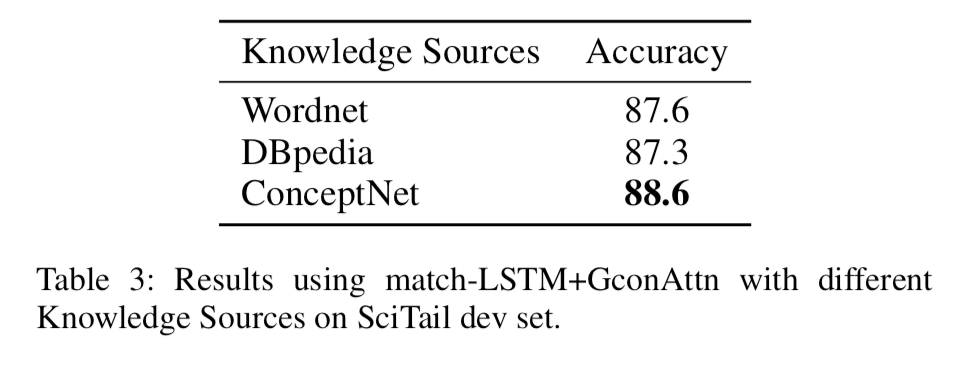 Knowledge Sources Accuracy
Wordnet 87.6
DBpedia 87.3
ConceptNet 88.6
Table 3: Results using match-LSTM+GconAttn with different
Knowledge Sources on SciTail dev set.